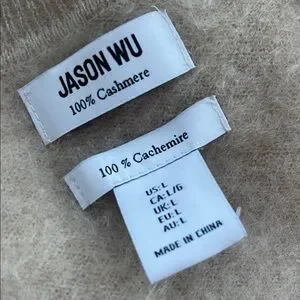 JASON WU
100% Cashmere
100 % Cachemire
US: L
CA: L/G
UK: L
EU: L
AU: L
MADE IN CHINA